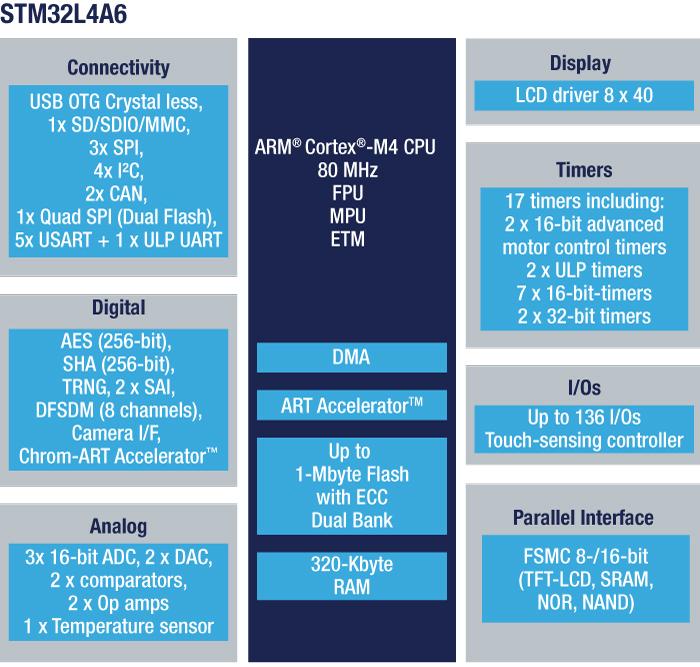 STM32L4A6
Connectivity
USB OTG Crystal less,
1x SD/SDIO/MMC,
3x SPI,
4x I²C,
2x CAN,
1x Quad SPI (Dual Flash),
5x USART + 1 x ULP UART
Digital
AES (256-bit),
SHA (256-bit),
TRNG, 2 x SAI,
DFSDM (8 channels),
Camera I/F,
Chrom-ART Accelerator™
Analog
3x 16-bit ADC, 2 x DAC,
2 x comparators,
2 x Op amps
1 x Temperature sensor
ARM® Cortex®-M4 CPU
80 MHz
FPU
MPU
ETM
DMA
ART Accelerator™
Up to
1-Mbyte Flash
with ECC
Dual Bank
320-Kbyte
RAM
Display
LCD driver 8 x 40
Timers
17 timers including:
2 x 16-bit advanced
motor control timers
2 x ULP timers
7 x 16-bit-timers
2 x 32-bit timers
I/Os
Up to 136 I/Os
Touch-sensing controller
Parallel Interface
FSMC 8-/16-bit
(TFT-LCD, SRAM,
NOR, NAND)